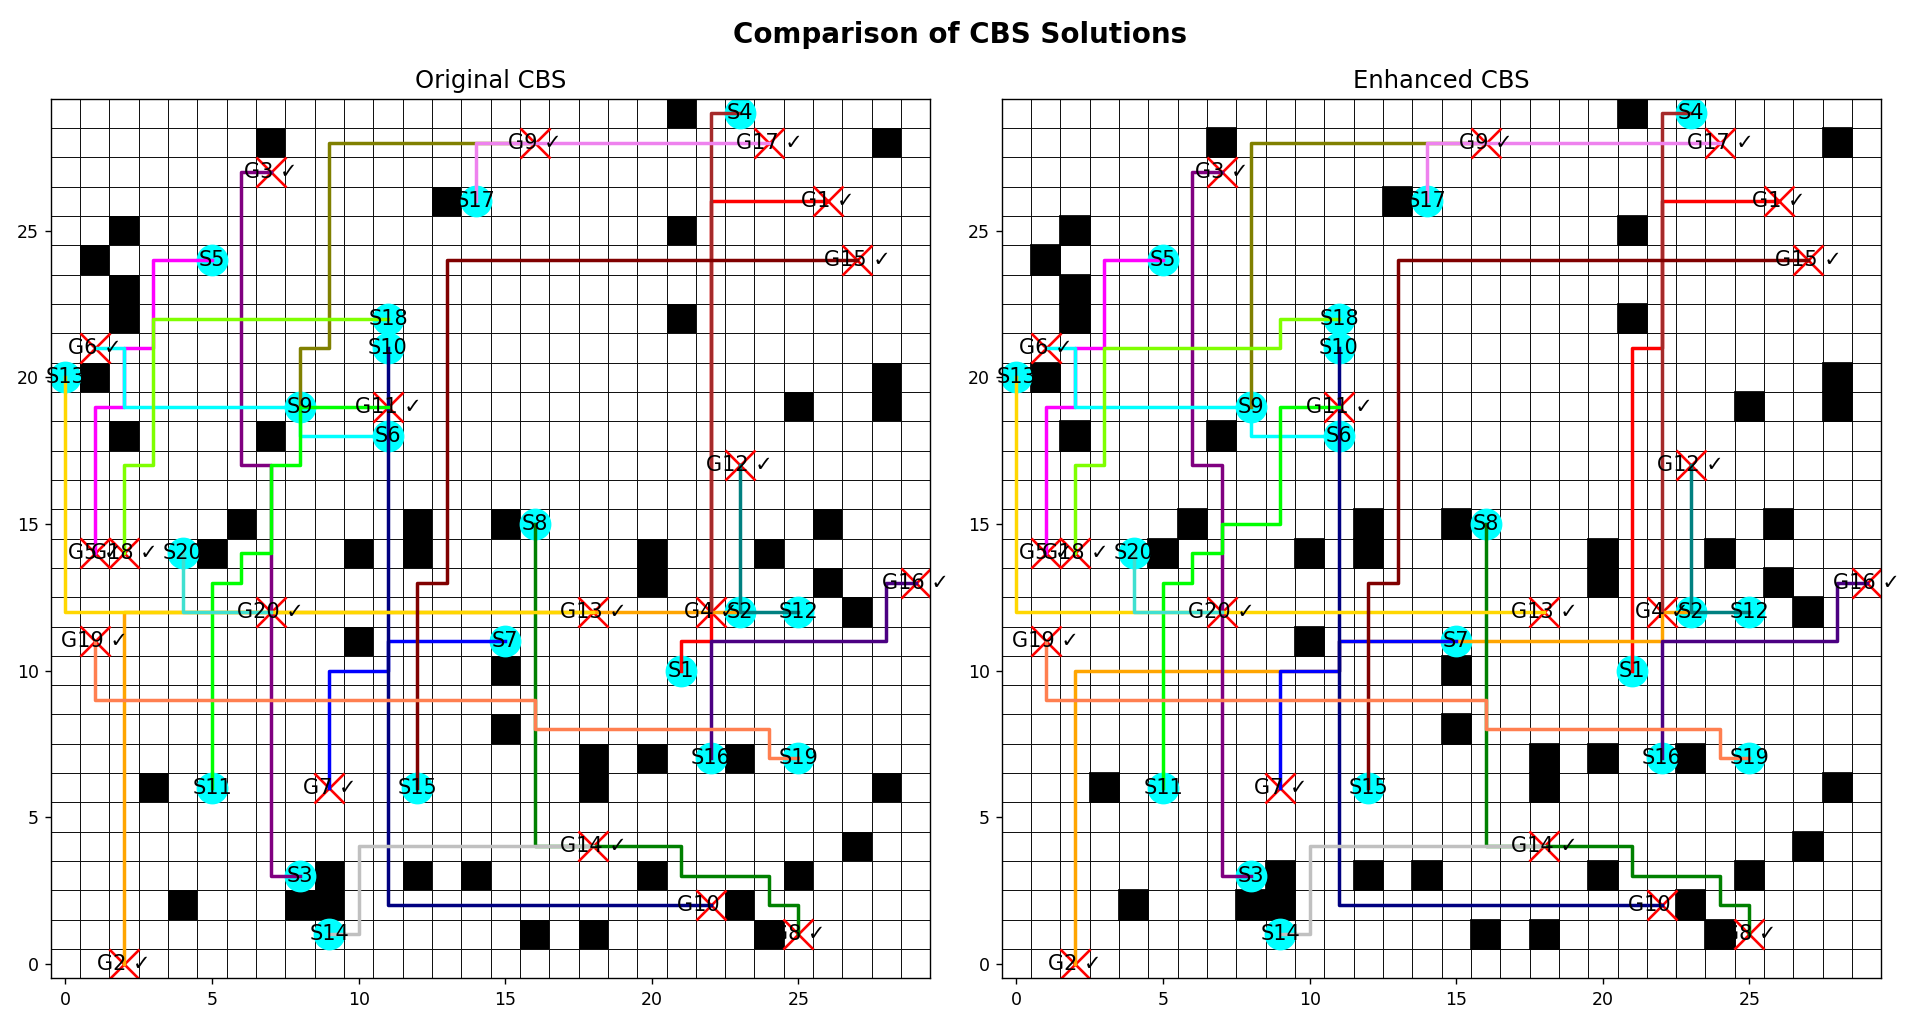 Comparison of CBS Solutions
Original CBS
Enhanced CBS
S4
G9 ✓
G17 ✓
G3 ✓
S17
G1 ✓
25
S5
G15 ✓
S18
G6 ✓
S10
20
S13
S9
G11 ✓
S6
G12 ✓
15
S8
G5
G18 ✓
S20
G16 ✓
G20 ✓
G13 ✓
G4 ✓
S2
S12
G19 ✓
S7
10
S1
S16
S19
S11
G7 ✓
S15
5
G14 ✓
S3
G10
S14
G8 ✓
0
G2 ✓
0 5 10 15 20 25
S4
G9 ✓
G17 ✓
G3 ✓
S17
G1 ✓
25
S5
G15 ✓
S18
G6 ✓
S10
20
S13
S9
G11 ✓
S6
G12 ✓
15
S8
G5
G18 ✓
S20
G16 ✓
G20 ✓
G13 ✓
G4
S2
S12
G19 ✓
S7
10
S1
S16
S19
S11
G7 ✓
S15
5
G14 ✓
S3
G10
S14
G8 ✓
0
G2 ✓
0 5 10 15 20 25